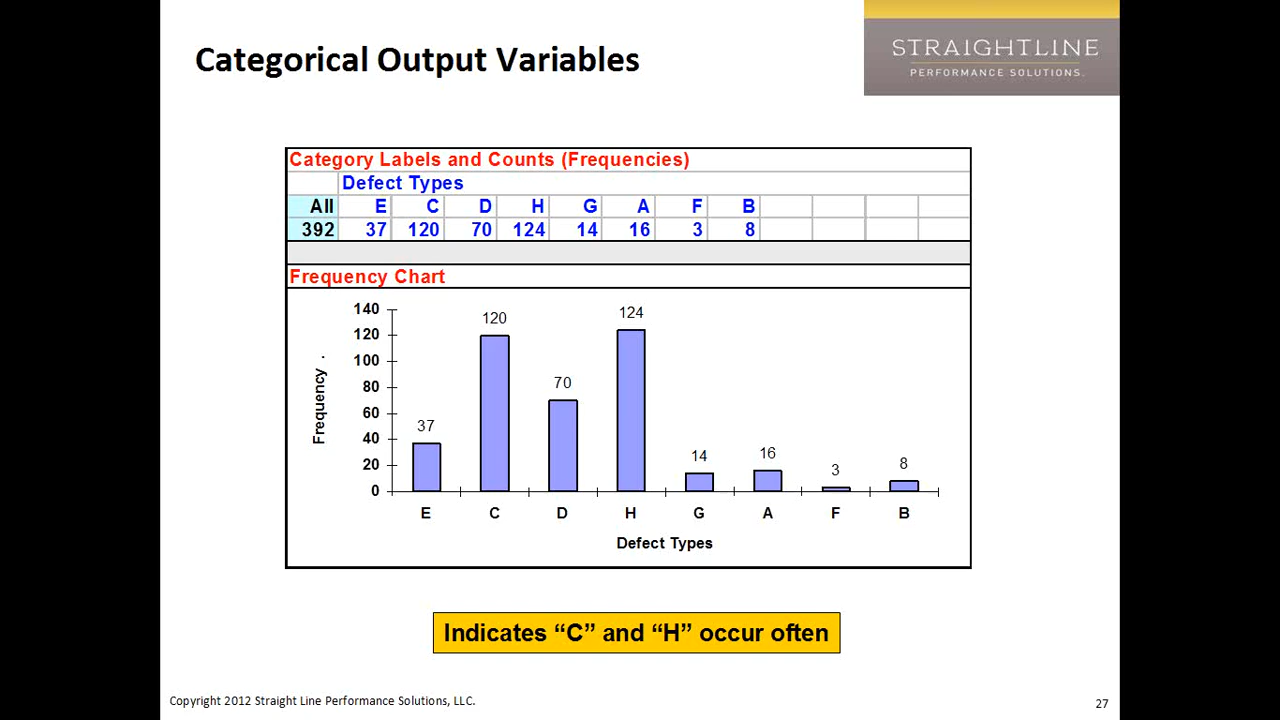 Categorical Output Variables
STRAIGHTLINE
PERFORMANCE SOLUTIONS.
Category Labels and Counts (Frequencies)
Defect Types
All E C D H G A F B
392 37 120 70 124 14 16 3 8
Frequency Chart
Frequency .
140
120
100
80
60
40
20
0
37
120
70
124
14
16
3
8
E C D H G A F B
Defect Types
Indicates “C” and “H” occur often
Copyright 2012 Straight Line Performance Solutions, LLC.
27